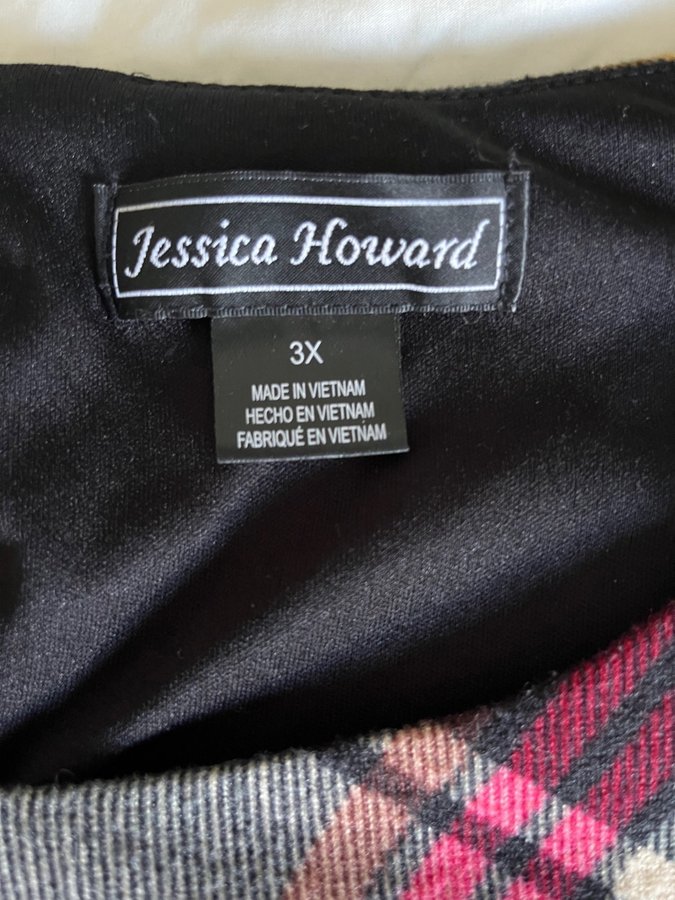 Jessica Howard
3X
MADE IN VIETNAM
HECHO EN VIETNAM
FABRIQUÉ EN VIETNAM